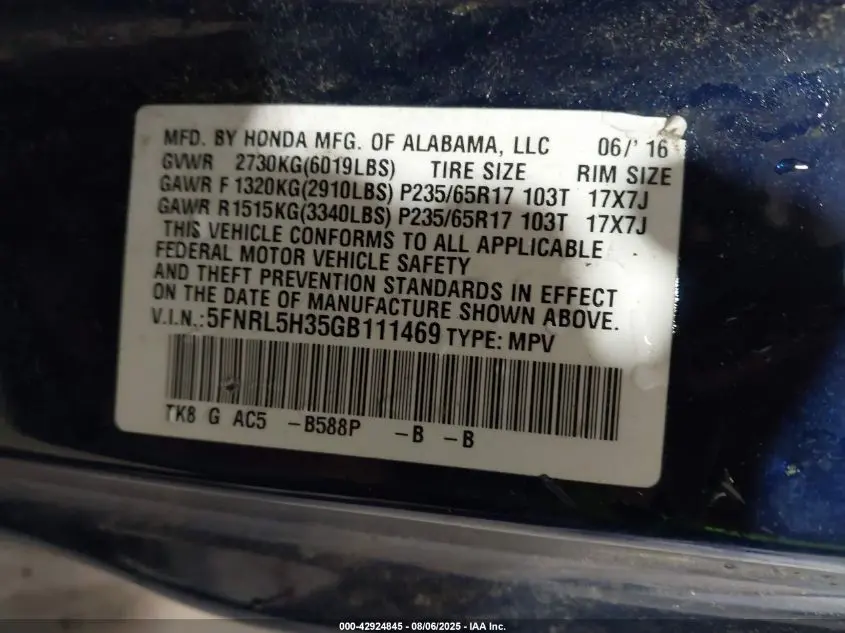 MFD. BY HONDA MFG. OF ALABAMA, LLC 06/' 16
GVWR 2730KG(6019LBS) TIRE SIZE RIM SIZE
GAWR F 1320KG(2910LBS) P235/65R17 103T 17X7J
GAWR R1515KG(3340LBS) P235/65R17 103T 17X7J
THIS VEHICLE CONFORMS TO ALL APPLICABLE
FEDERAL MOTOR VEHICLE SAFETY
AND THEFT PREVENTION STANDARDS IN EFFECT
ON THE DATE OF MANUFACTURE SHOWN ABOVE.
V.I.N.: 5FNRL5H35GB111469 TYPE: MPV
TK8 G AC5 -B588P -B -B
000-42924845 - 08/06/2025 - IAA Inc.